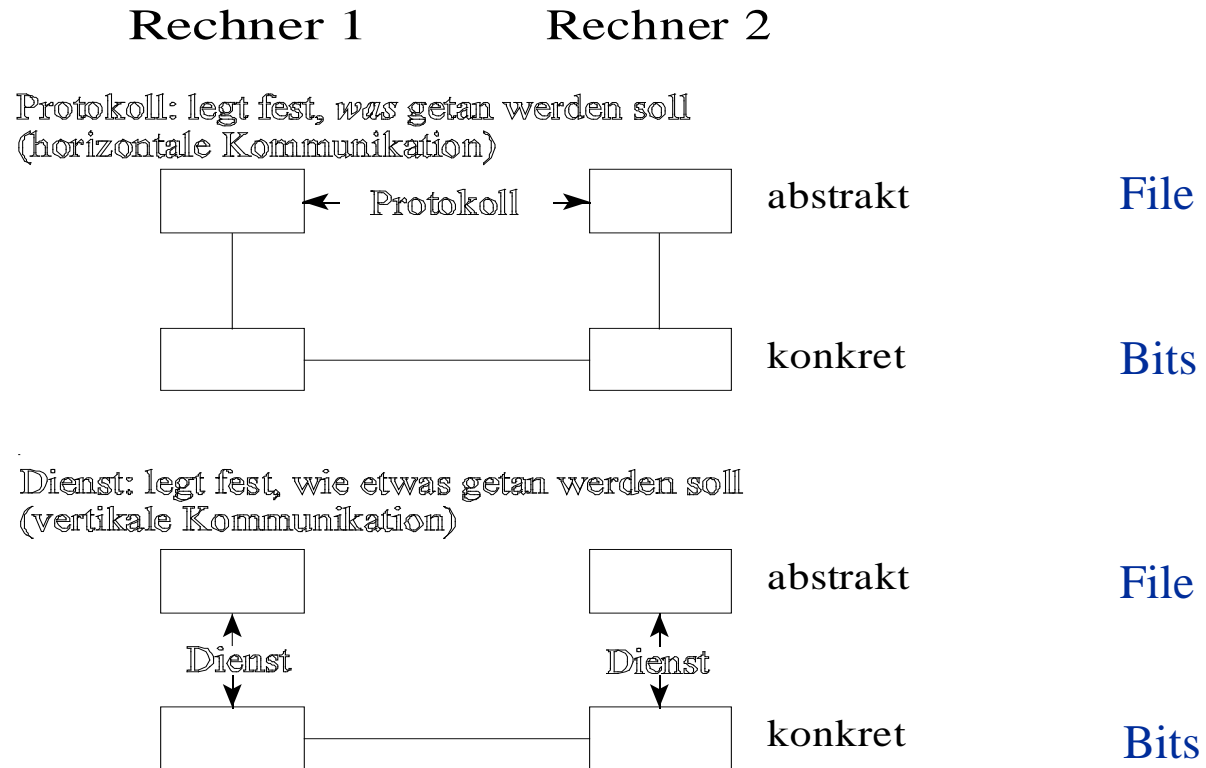 Rechner 1 Rechner 2
Protokoll: legt fest, was getan werden soll
(horizontale Kommunikation)
Protokoll abstrakt File
konkret Bits
Dienst: legt fest, wie etwas getan werden soll
(vertikale Kommunikation)
abstrakt File
Dienst Dienst
konkret Bits